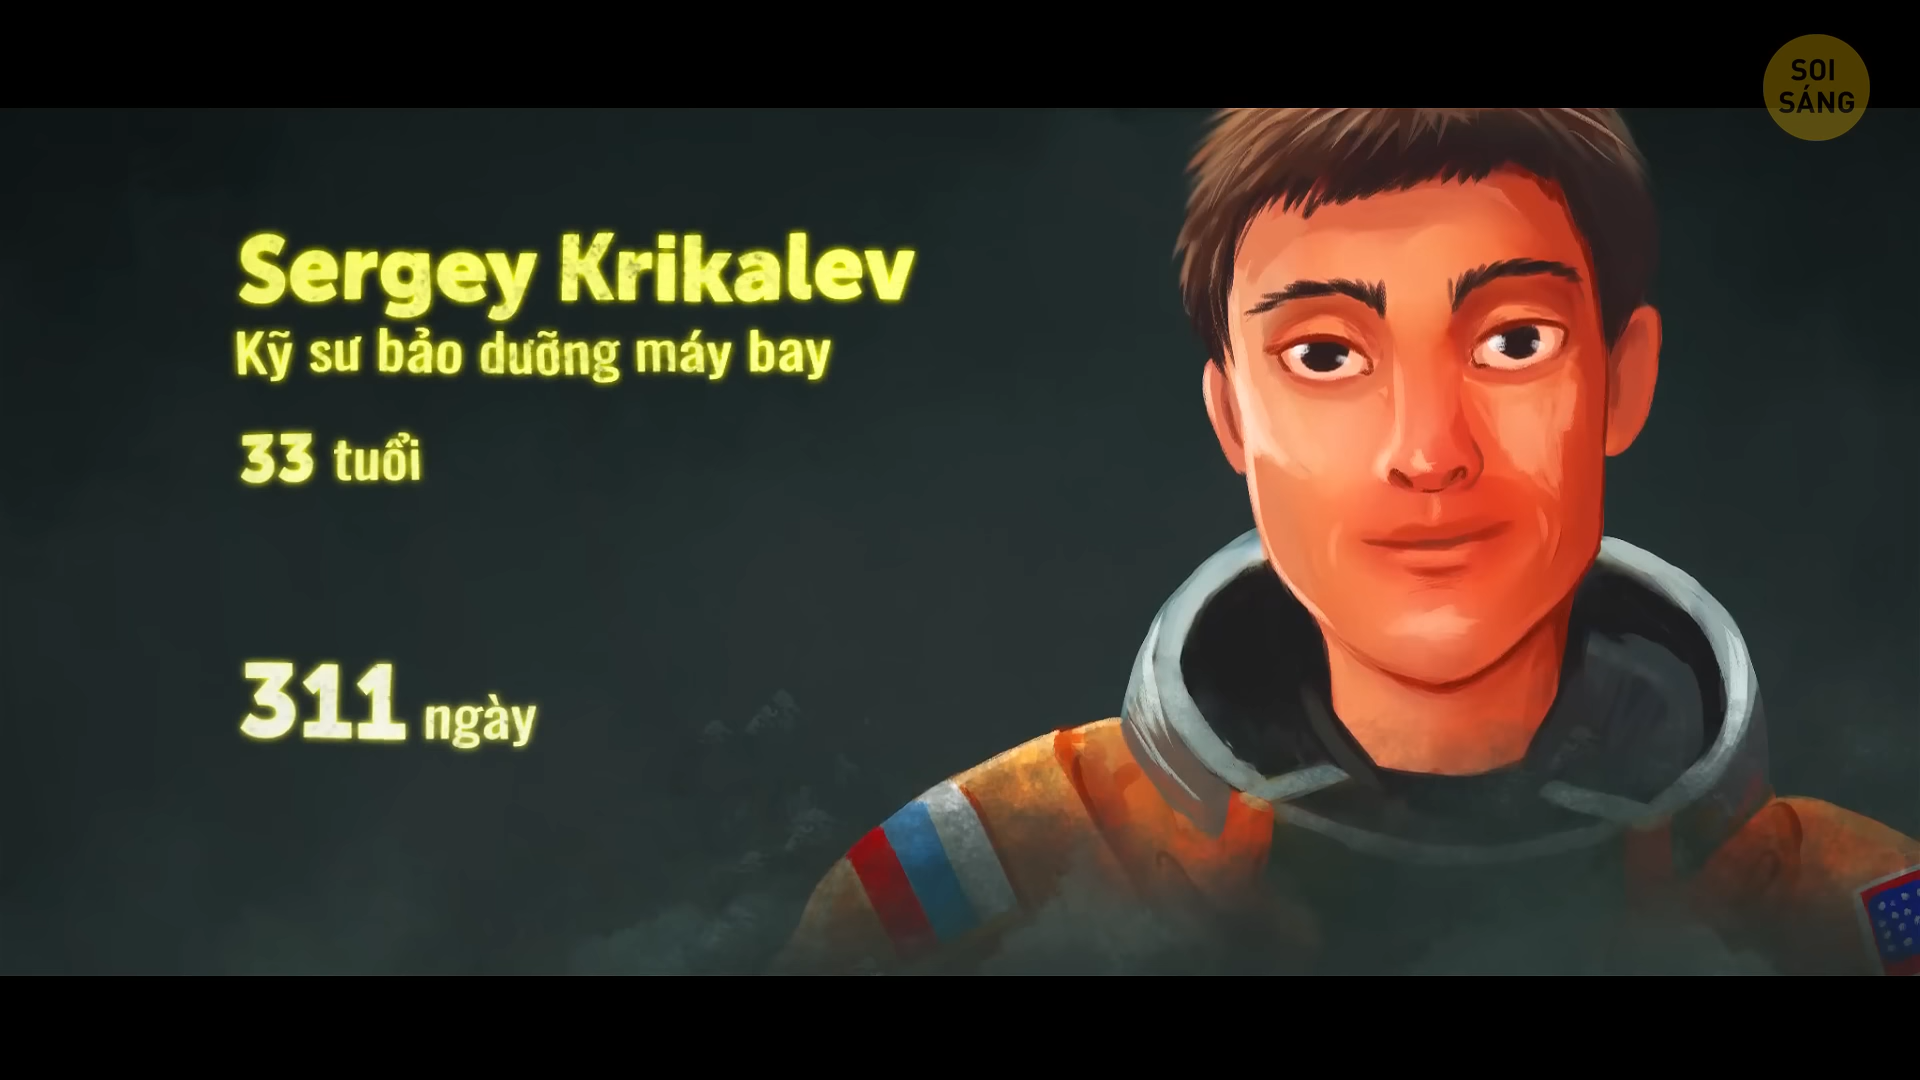 SOI
SÁNG
Sergey Krikalev
Kỹ sư bảo dưỡng máy bay
33 tuổi
311 ngày